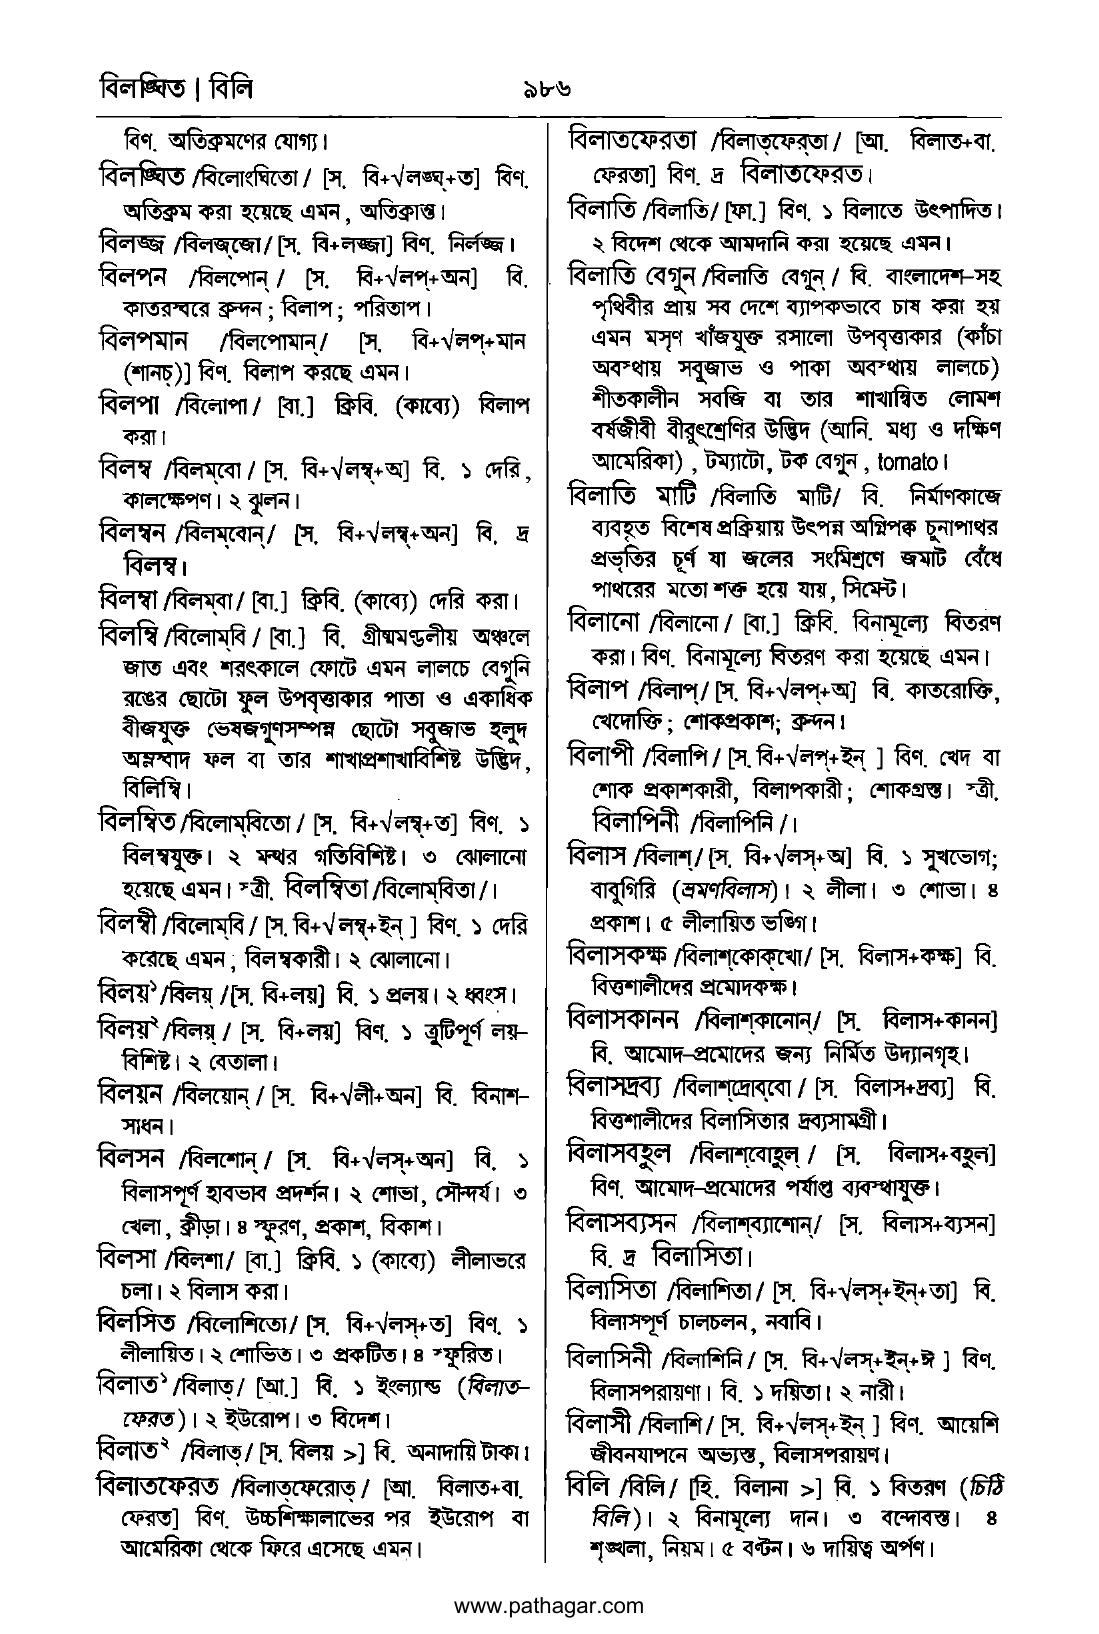 বিলঙ্ঘিত | বিলি
৯৮৬
বিণ. অতিক্রমণের যোগ্য।
বিলঙ্ঘিত /বিলোংঘিতো/ [স. বি+√লঙ্ঘ্+ত] বিণ.
অতিক্রম করা হয়েছে এমন, অতিক্রান্ত।
বিলজ্জ /বিলজ্জো/ [স. বি+লজ্জা] বিণ. নির্লজ্জ।
বিলপন /বিলপোন্/ [স. বি+√লপ্+অন] বি.
কাতরস্বরে ক্রন্দন; বিলাপ; পরিতাপ।
বিলপমান /বিলপোমান্/ [স. বি+√লপ্+মান
(শানচ্)] বিণ. বিলাপ করছে এমন।
বিলপা /বিলোপা/ [বা.] ক্রিবি. (কাব্যে) বিলাপ
করা।
বিলম্ব /বিলম্‌বো/ [স. বি+√লম্ব্+অ] বি. ১ দেরি,
কালক্ষেপণ। ২ ঝুলন।
বিলম্বন /বিলম্‌বোন্/ [স. বি+√লম্ব্+অন] বি. দ্র
বিলম্ব।
বিলম্বা /বিলম্‌বা/ [বা.] ক্রিবি. (কাব্যে) দেরি করা।
বিলম্বি /বিলোম্‌বি/ [বা.] বি. গ্রীষ্মমণ্ডলীয় অঞ্চলে
জাত এবং শরৎকালে ফোটে এমন লালচে বেগুনি
রঙের ছোটো ফুল উপবৃত্তাকার পাতা ও একাধিক
বীজযুক্ত ভেষজগুণসম্পন্ন ছোটো সবুজাভ হলুদ
অম্লস্বাদ ফল বা তার শাখাপ্রশাখাবিশিষ্ট উদ্ভিদ,
বিলিম্বি।
বিলম্বিত /বিলোম্‌বিতো/ [স. বি+√লম্ব্+ত] বিণ. ১
বিলম্বযুক্ত। ২ মন্থর গতিবিশিষ্ট। ৩ ঝোলানো
হয়েছে এমন। স্ত্রী. বিলম্বিতা /বিলোম্‌বিতা/।
বিলম্বী /বিলোম্‌বি/ [স. বি+√লম্ব্+ইন্] বিণ. ১ দেরি
করেছে এমন; বিলম্বকারী। ২ ঝোলানো।
বিলয়¹ /বিলয়্/ [স. বি+লয়] বি. ১ প্রলয়। ২ ধ্বংস।
বিলয়² /বিলয়্/ [স. বি+লয়] বিণ. ১ ত্রুটিপূর্ণ লয়-
বিশিষ্ট। ২ বেতালা।
বিলয়ন /বিলয়োন্/ [স. বি+√লী+অন] বি. বিনাশ-
সাধন।
বিলসন /বিলশোন্/ [স. বি+√লস্+অন] বি. ১
বিলাসপূর্ণ হাবভাব প্রদর্শন। ২ শোভা, সৌন্দর্য। ৩
খেলা, ক্রীড়া। ৪ স্ফুরণ, প্রকাশ, বিকাশ।
বিলসা /বিলশা/ [বা.] ক্রিবি. ১ (কাব্যে) লীলাভরে
চলা। ২ বিলাস করা।
বিলসিত /বিলোশিতো/ [স. বি+√লস্+ত] বিণ. ১
লীলায়িত। ২ শোভিত। ৩ প্রকটিত। ৪ স্ফুরিত।
বিলাত¹ /বিলাত্/ [আ.] বি. ১ ইংল্যান্ড (বিলাত-
ফেরত)। ২ ইউরোপ। ৩ বিদেশ।
বিলাত² /বিলাত্/ [স. বিলয় >] বি. অনাদায়ি টাকা।
বিলাতফেরত /বিলাত্‌ফেরোত্/ [আ. বিলাত+বা.
ফেরত] বিণ. উচ্চশিক্ষালাভের পর ইউরোপ বা
আমেরিকা থেকে ফিরে এসেছে এমন।
বিলাতফেরতা /বিলাত্‌ফের্‌তা/ [আ. বিলাত+বা.
ফেরতা] বিণ. দ্র বিলাতফেরত।
বিলাতি /বিলাতি/ [ফা.] বিণ. ১ বিলাতে উৎপাদিত।
২ বিদেশ থেকে আমদানি করা হয়েছে এমন।
বিলাতি বেগুন /বিলাতি বেগুন্/ বি. বাংলাদেশ-সহ
পৃথিবীর প্রায় সব দেশে ব্যাপকভাবে চাষ করা হয়
এমন মসৃণ খাঁজযুক্ত রসালো উপবৃত্তাকার (কাঁচা
অবস্থায় সবুজাভ ও পাকা অবস্থায় লালচে)
শীতকালীন সবজি বা তার শাখান্বিত লোমশ
বর্ষজীবী বীরুৎশ্রেণির উদ্ভিদ (আনি. মধ্য ও দক্ষিণ
আমেরিকা), টম্যাটো, টক বেগুন, tomato।
বিলাতি মাটি /বিলাতি মাটি/ বি. নির্মাণকাজে
ব্যবহৃত বিশেষ প্রক্রিয়ায় উৎপন্ন অগ্নিপক্ব চুনাপাথর
প্রভৃতির চূর্ণ যা জলের সংমিশ্রণে জমাট বেঁধে
পাথরের মতো শক্ত হয়ে যায়, সিমেন্ট।
বিলানো /বিলানো/ [বা.] ক্রিবি. বিনামূল্যে বিতরণ
করা। বিণ. বিনামূল্যে বিতরণ করা হয়েছে এমন।
বিলাপ /বিলাপ্/ [স. বি+√লপ্+অ] বি. কাতরোক্তি,
খেদোক্তি; শোকপ্রকাশ; ক্রন্দন।
বিলাপী /বিলাপি/ [স. বি+√লপ্+ইন্] বিণ. খেদ বা
শোক প্রকাশকারী, বিলাপকারী; শোকগ্রস্ত। স্ত্রী.
বিলাপিনী /বিলাপিনি/।
বিলাস /বিলাশ্/ [স. বি+√লস্+অ] বি. ১ সুখভোগ;
বাবুগিরি (ভ্রমণবিলাস)। ২ লীলা। ৩ শোভা। ৪
প্রকাশ। ৫ লীলায়িত ভঙ্গি।
বিলাসকক্ষ /বিলাশ্‌কোক্‌খো/ [স. বিলাস+কক্ষ] বি.
বিত্তশালীদের প্রমোদকক্ষ।
বিলাসকানন /বিলাশ্‌কানোন্/ [স. বিলাস+কানন]
বি. আমোদ-প্রমোদের জন্য নির্মিত উদ্যানগৃহ।
বিলাসদ্রব্য /বিলাশ্‌দ্রোব্‌বো/ [স. বিলাস+দ্রব্য] বি.
বিত্তশালীদের বিলাসিতার দ্রব্যসামগ্রী।
বিলাসবহুল /বিলাশ্‌বোহুল্/ [স. বিলাস+বহুল]
বিণ. আমোদ-প্রমোদের পর্যাপ্ত ব্যবস্থাযুক্ত।
বিলাসব্যসন /বিলাশ্‌ব্যাশোন্/ [স. বিলাস+ব্যসন]
বি. দ্র বিলাসিতা।
বিলাসিতা /বিলাশিতা/ [স. বি+√লস্+ইন্+তা] বি.
বিলাসপূর্ণ চালচলন, নবাবি।
বিলাসিনী /বিলাশিনি/ [স. বি+√লস্+ইন্+ঈ] বিণ.
বিলাসপরায়ণা। বি. ১ দয়িতা। ২ নারী।
বিলাসী /বিলাশি/ [স. বি+√লস্+ইন্] বিণ. আয়েশি
জীবনযাপনে অভ্যস্ত, বিলাসপরায়ণ।
বিলি /বিলি/ [হি. বিলানা >] বি. ১ বিতরণ (চিঠি
বিলি)। ২ বিনামূল্যে দান। ৩ বন্দোবস্ত। ৪
শৃঙ্খলা, নিয়ম। ৫ বণ্টন। ৬ দায়িত্ব অর্পণ।
www.pathagar.com